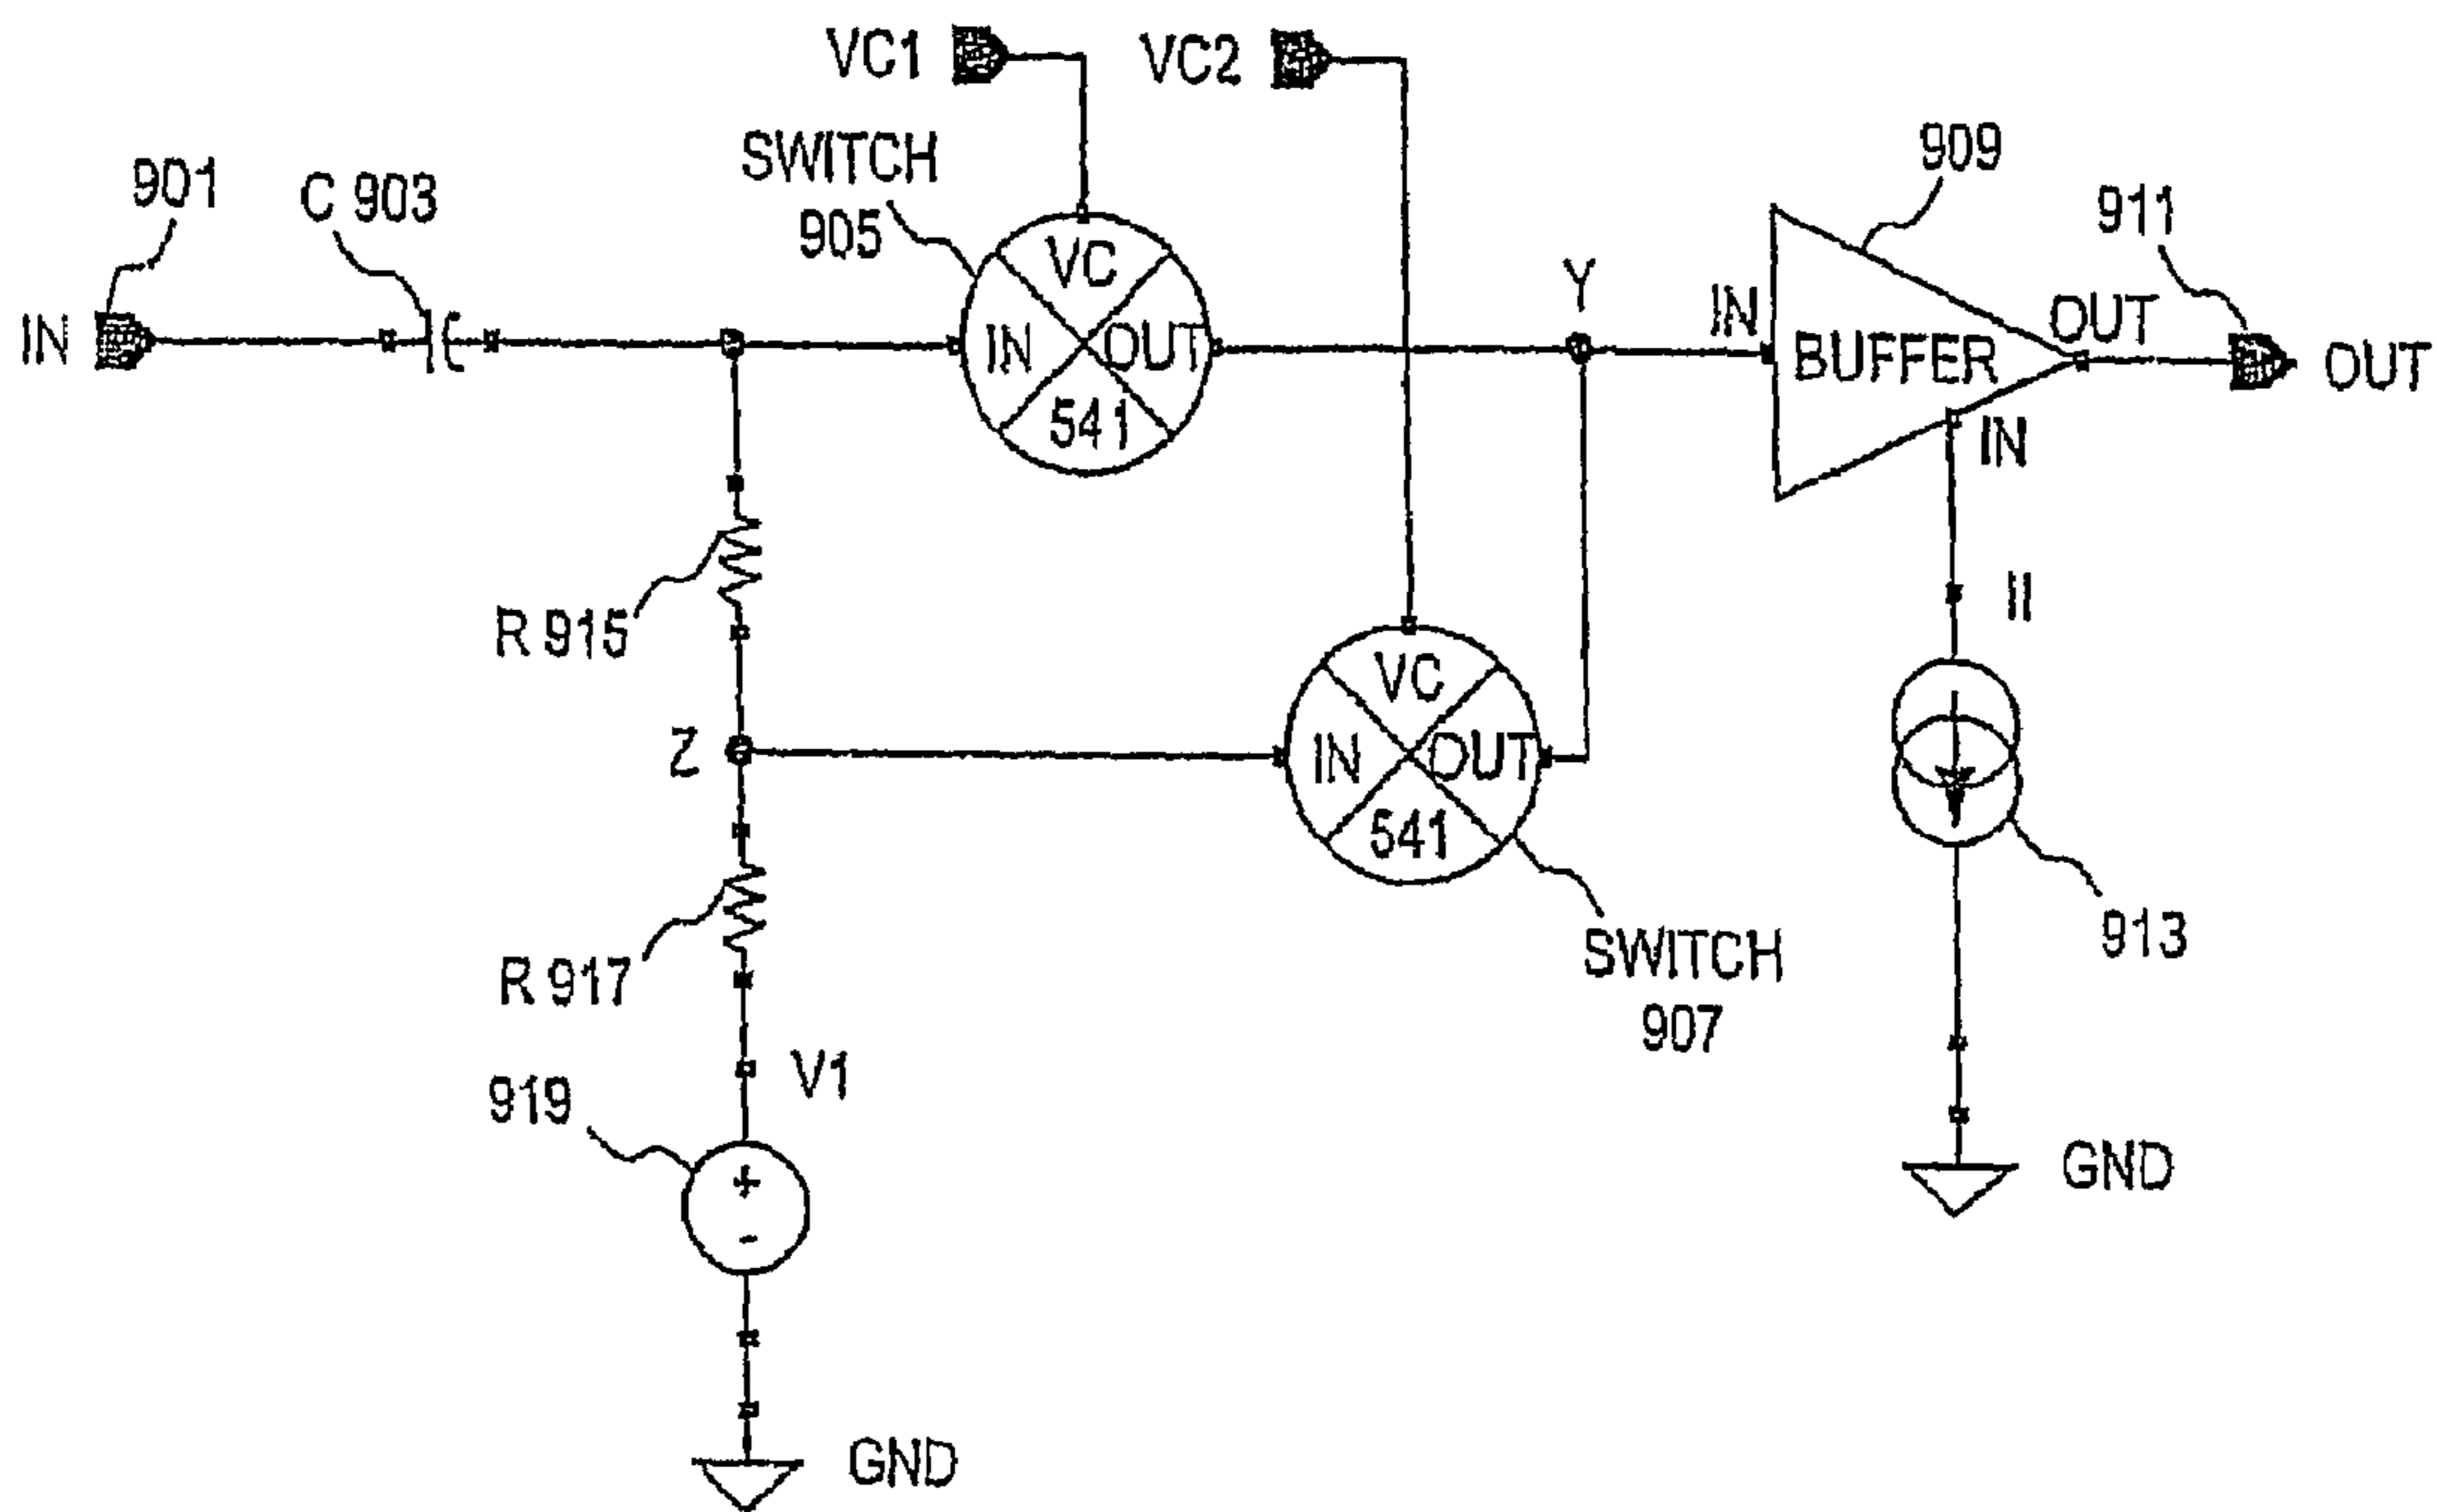 VC1
VC2
SWITCH
905
901
C 903
909
911
IN
VC
IN
OUT
541
Y
IN
BUFFER
OUT
OUT
IN
R 915
II
Z
VC
IN
OUT
541
R 917
SWITCH
907
913
919
V1
+
-
GND
GND